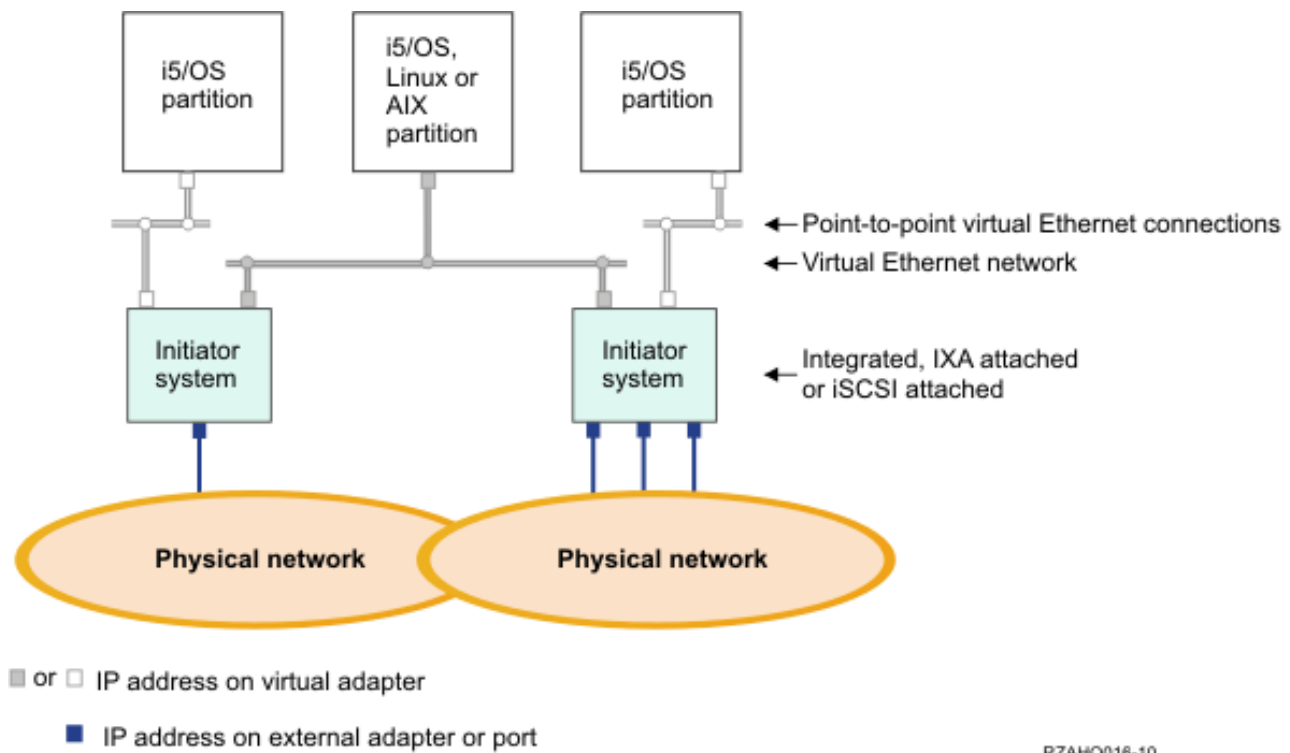 i5/OS
partition
i5/OS,
Linux or
AIX
partition
i5/OS
partition
Point-to-point virtual Ethernet connections
Virtual Ethernet network
Initiator
system
Initiator
system
Integrated, IXA attached
or iSCSI attached
Physical network
Physical network
or
IP address on virtual adapter
IP address on external adapter or port
RZAHQ016-10